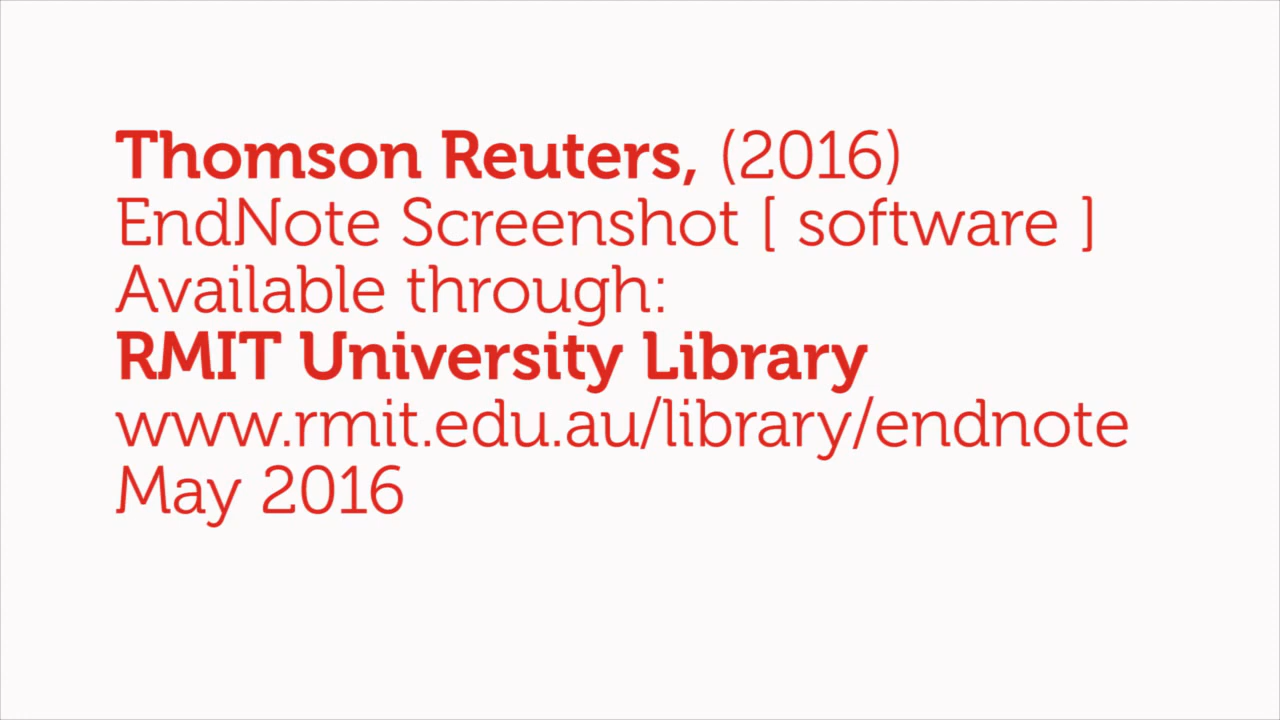 Thomson Reuters, (2016)
EndNote Screenshot [ software ]
Available through:
RMIT University Library
www.rmit.edu.au/library/endnote
May 2016